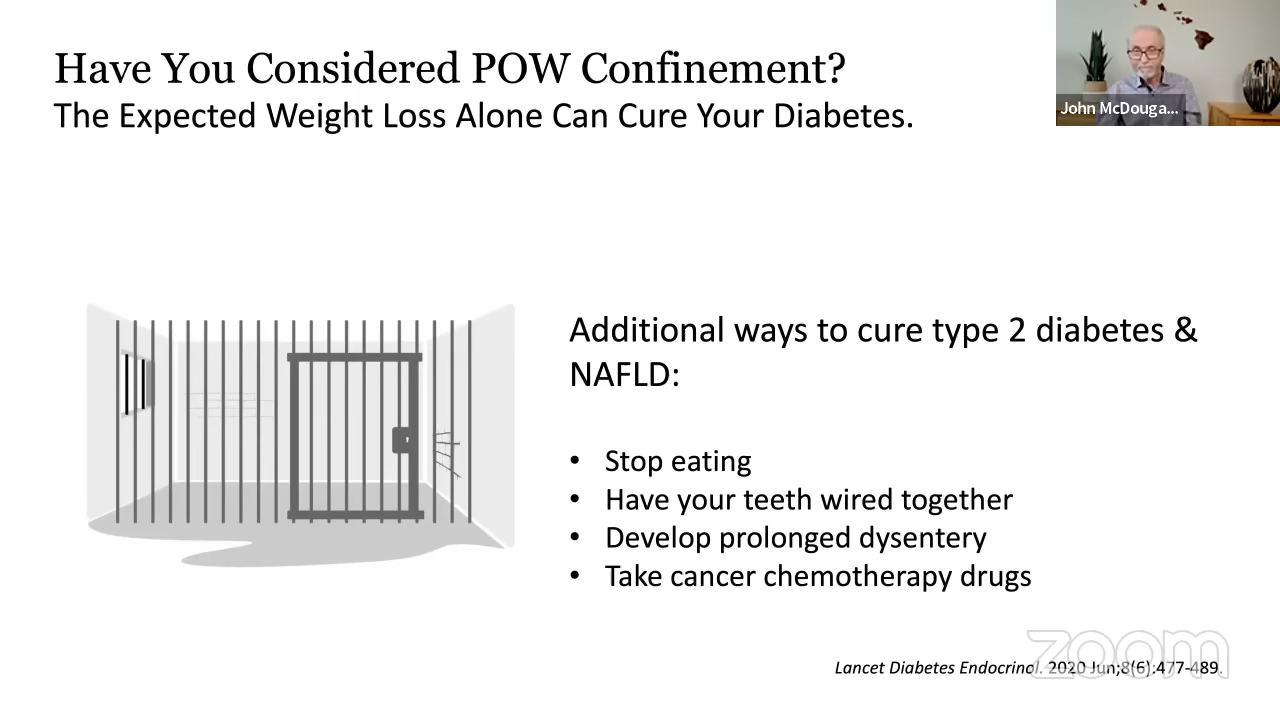 Have You Considered POW Confinement?
The Expected Weight Loss Alone Can Cure Your Diabetes.
John McDouga...
Additional ways to cure type 2 diabetes &
NAFLD:
• Stop eating
• Have your teeth wired together
• Develop prolonged dysentery
• Take cancer chemotherapy drugs
zoom
Lancet Diabetes Endocrinol. 2020 Jun;8(6):477-489.